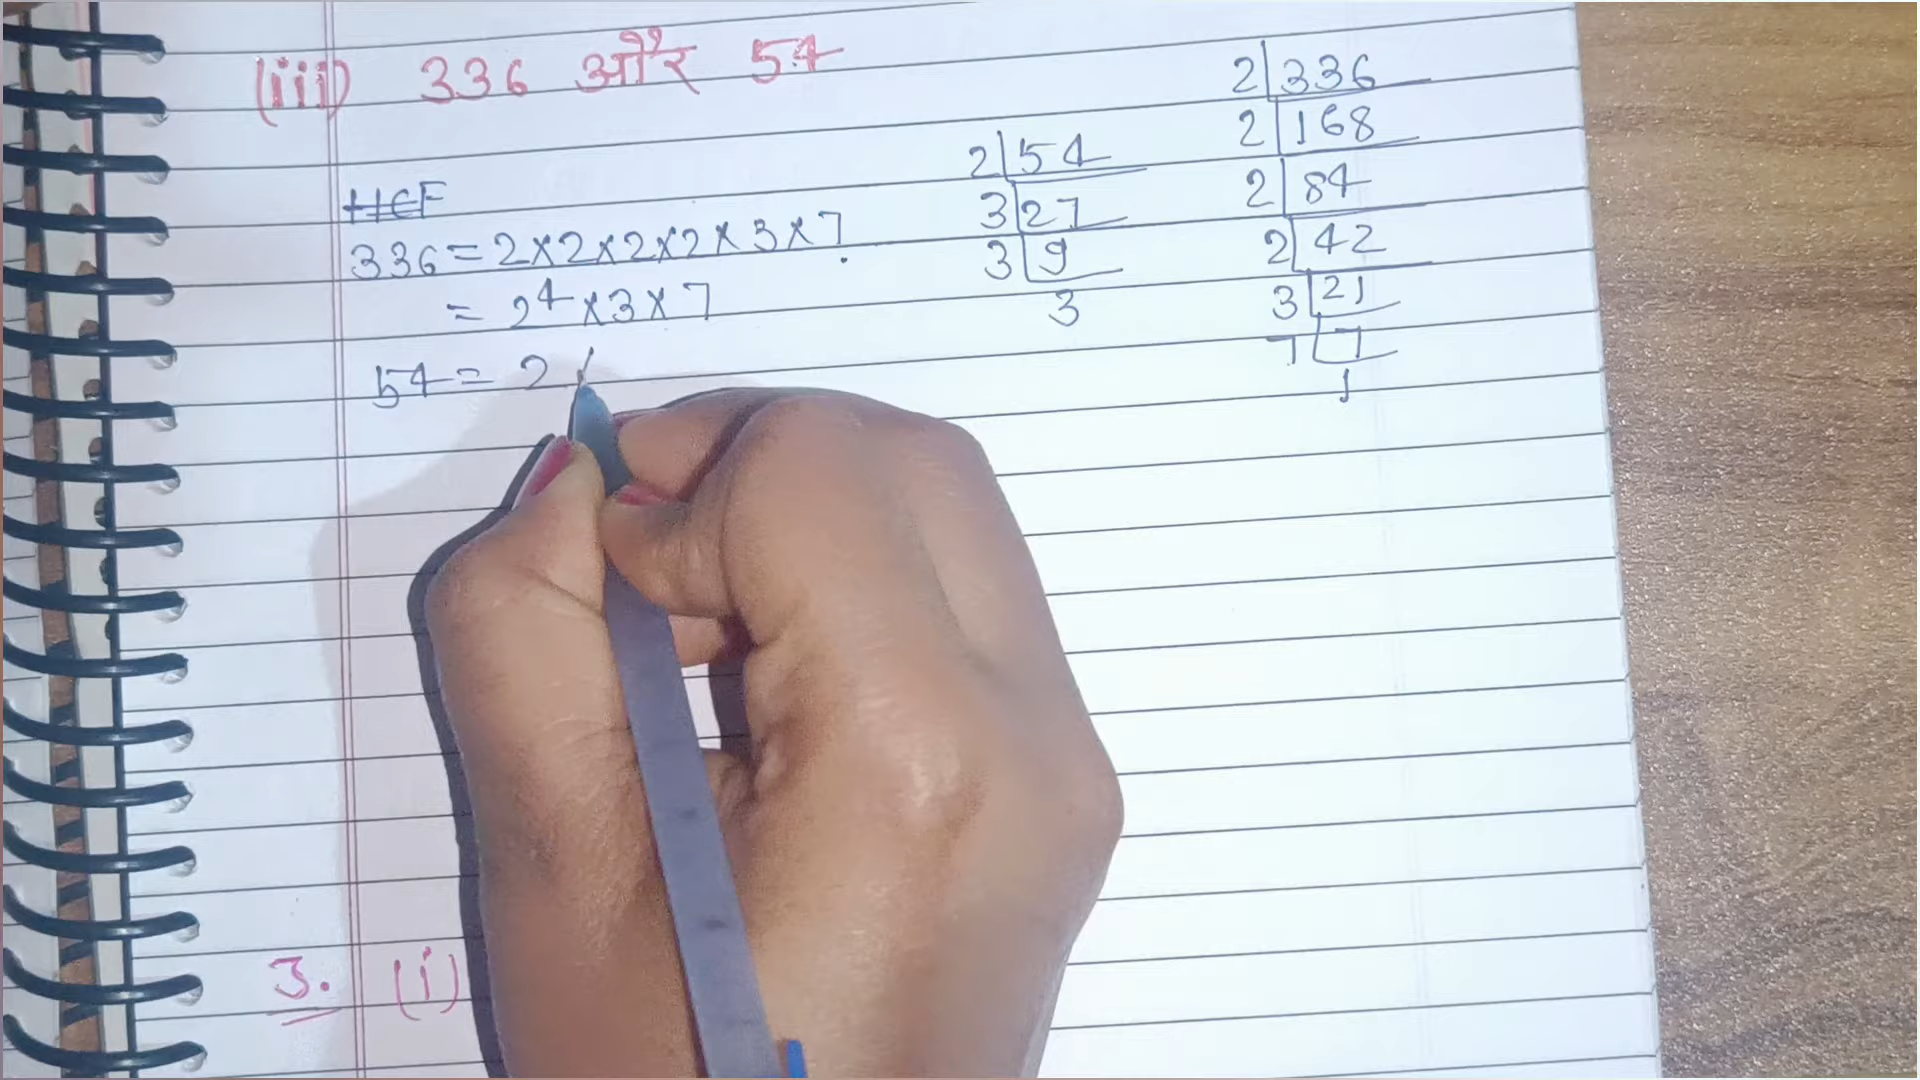 (iii) 336 और 54
HCF
336 = 2×2×2×2×3×7.
= 2⁴×3×7
54 = 2
2 54
3 27
3 9
3
2 336
2 168
2 84
2 42
3 21
7 7
1
3. (i)